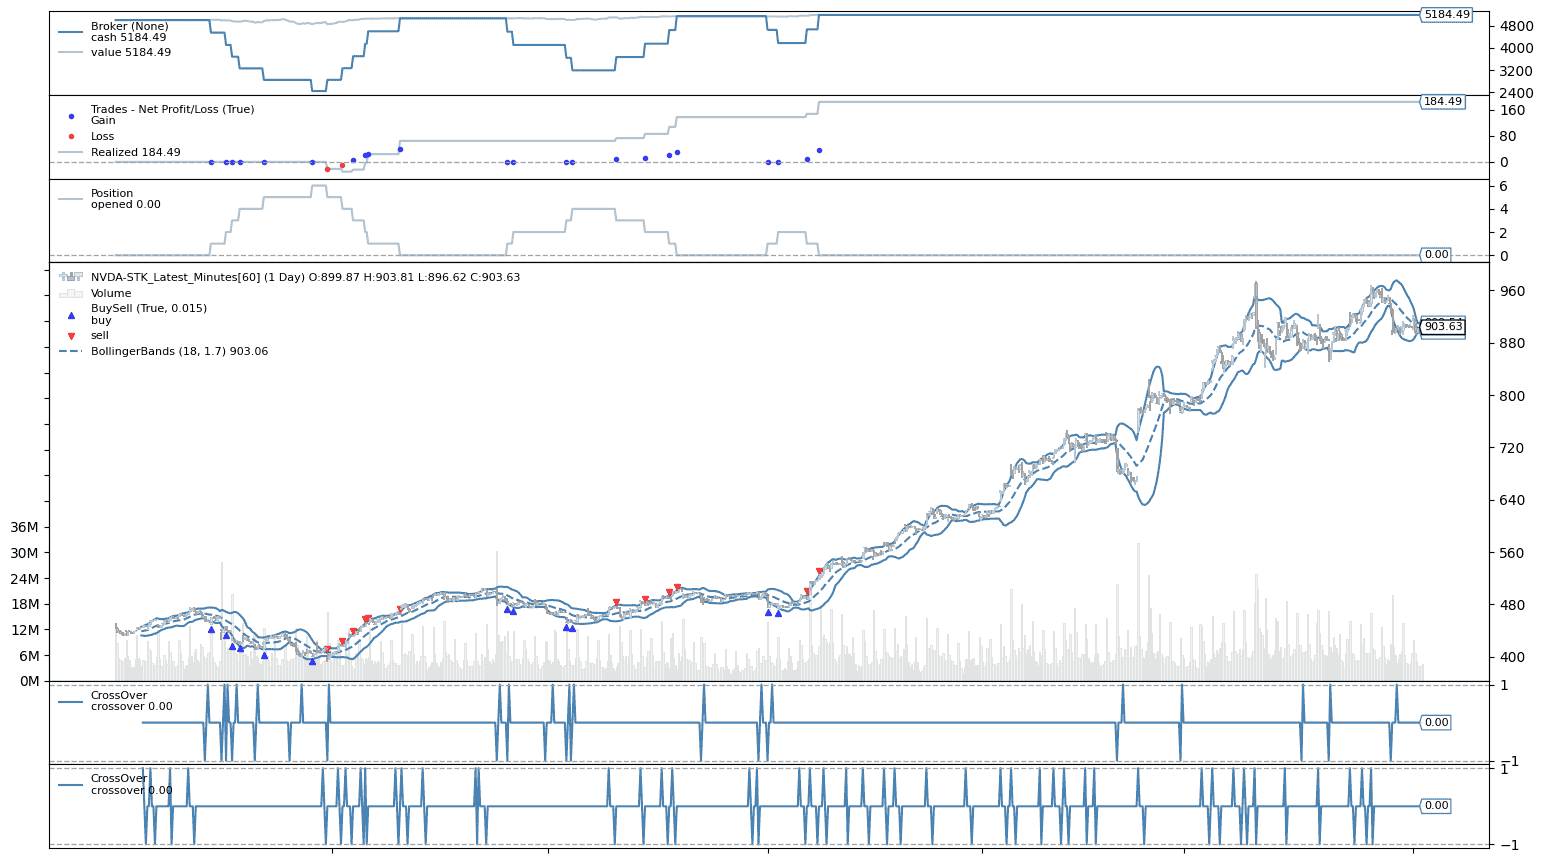 Broker (None)
cash 5184.49
value 5184.49
5184.49
4800
4000
3200
2400
Trades - Net Profit/Loss (True)
Gain
Loss
Realized 184.49
184.49
160
80
0
Position
opened 0.00
6
4
2
0
0.00
NVDA-STK_Latest_Minutes[60] (1 Day) O:899.87 H:903.81 L:896.62 C:903.63
Volume
BuySell (True, 0.015)
buy
sell
BollingerBands (18, 1.7) 903.06
960
903.63
880
800
720
640
560
480
400
36M
30M
24M
18M
12M
6M
0M
CrossOver
crossover 0.00
1
0.00
−1
CrossOver
crossover 0.00
1
0.00
−1